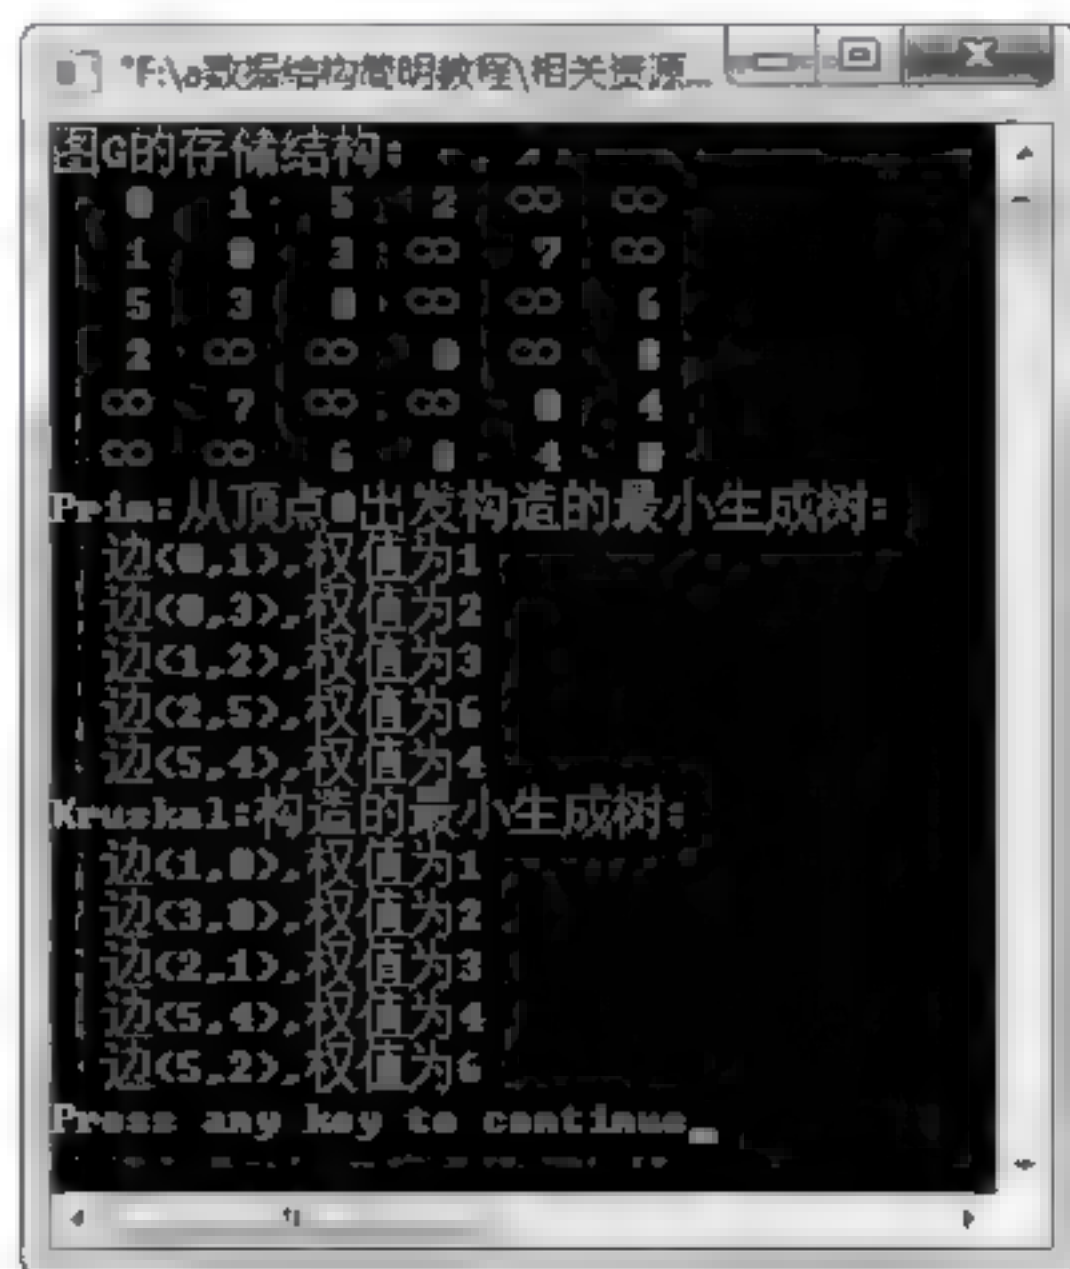 "F:\o数据结构简明教程\相关资源...
图G的存储结构:
0 1 5 2 ∞ ∞
1 0 3 ∞ 7 ∞
5 3 0 ∞ ∞ 6
2 ∞ ∞ 0 ∞ 8
∞ 7 ∞ ∞ 0 4
∞ ∞ 6 8 4 0
Prim:从顶点0出发构造的最小生成树:
边(0,1),权值为1
边(0,3),权值为2
边(1,2),权值为3
边(2,5),权值为6
边(5,4),权值为4
Kruskal:构造的最小生成树:
边(1,0),权值为1
边(3,0),权值为2
边(2,1),权值为3
边(5,4),权值为4
边(5,2),权值为6
Press any key to continue_